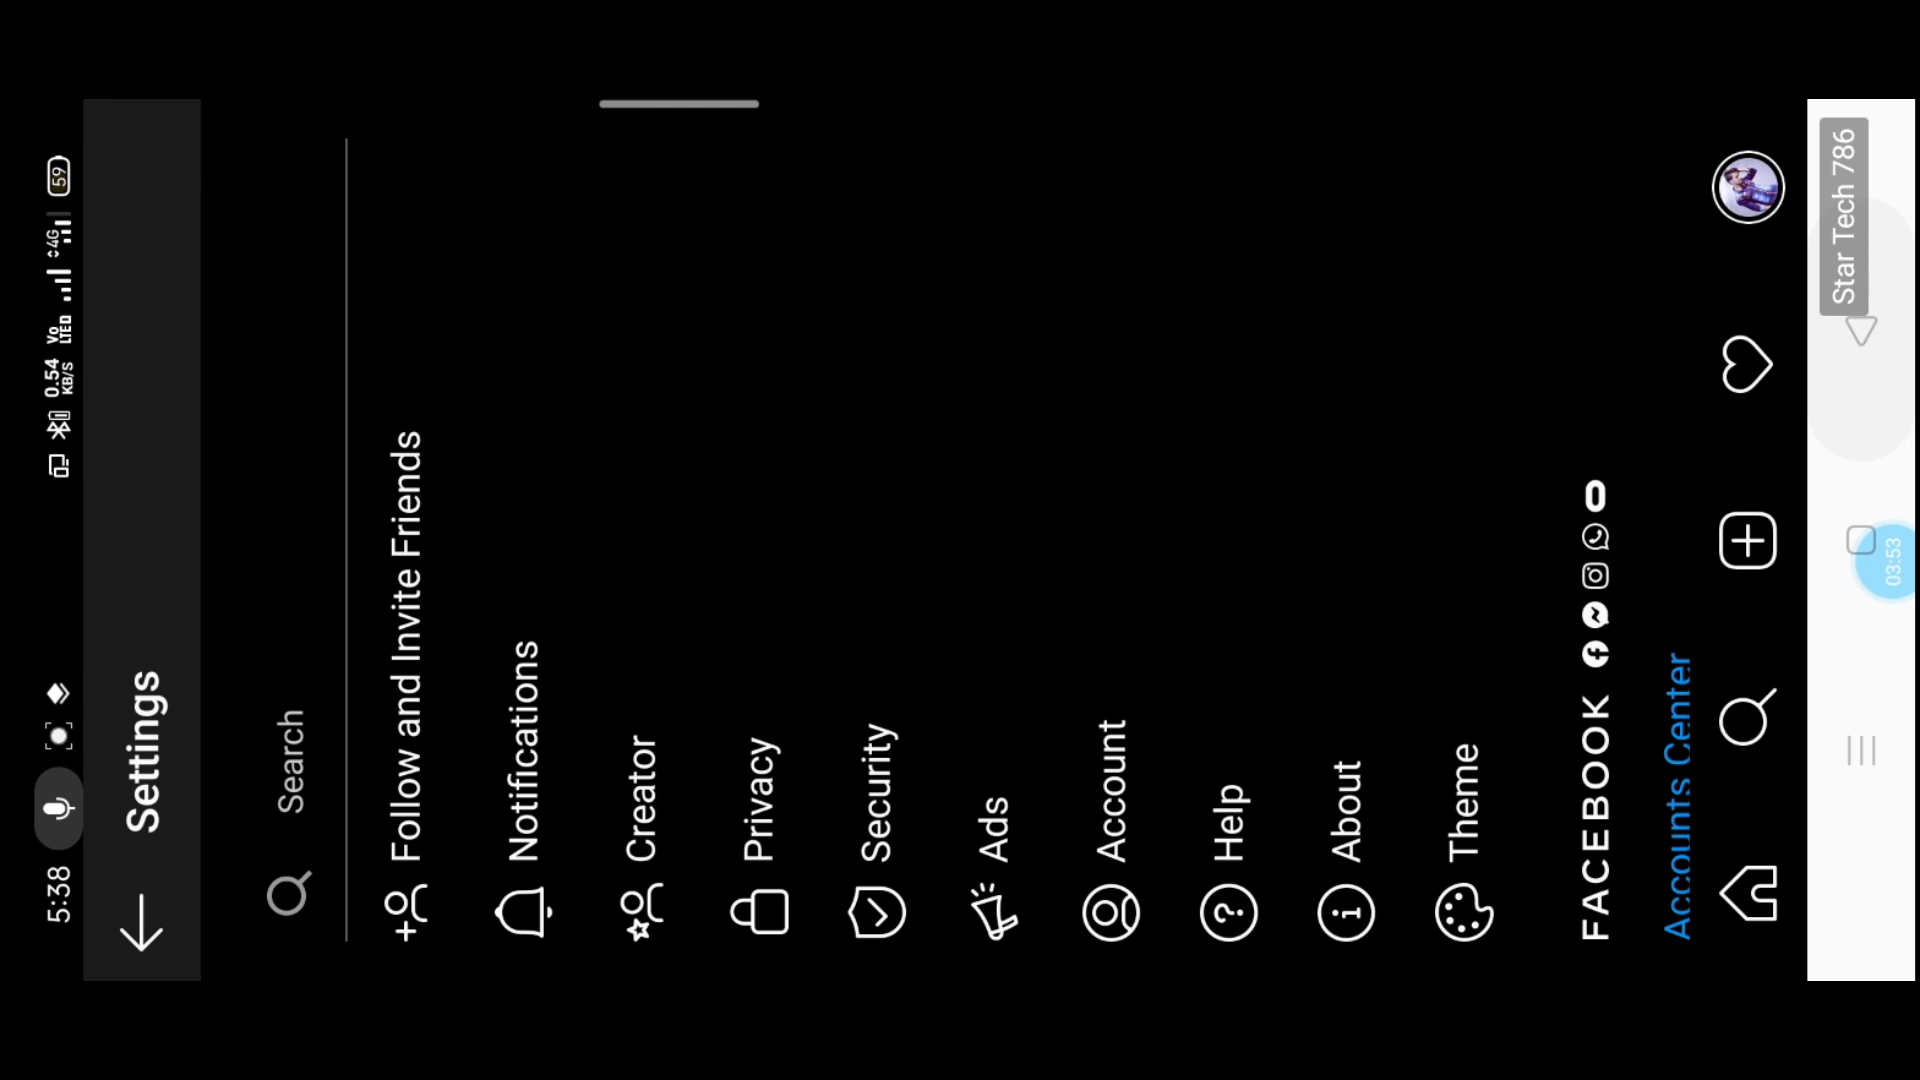 5:38
0.54 KB/S
Vo LTE
4G
59
Settings
Search
Follow and Invite Friends
Notifications
Creator
Privacy
Security
Ads
Account
Help
About
Theme
FACEBOOK
Accounts Center
03:53
Star Tech 786